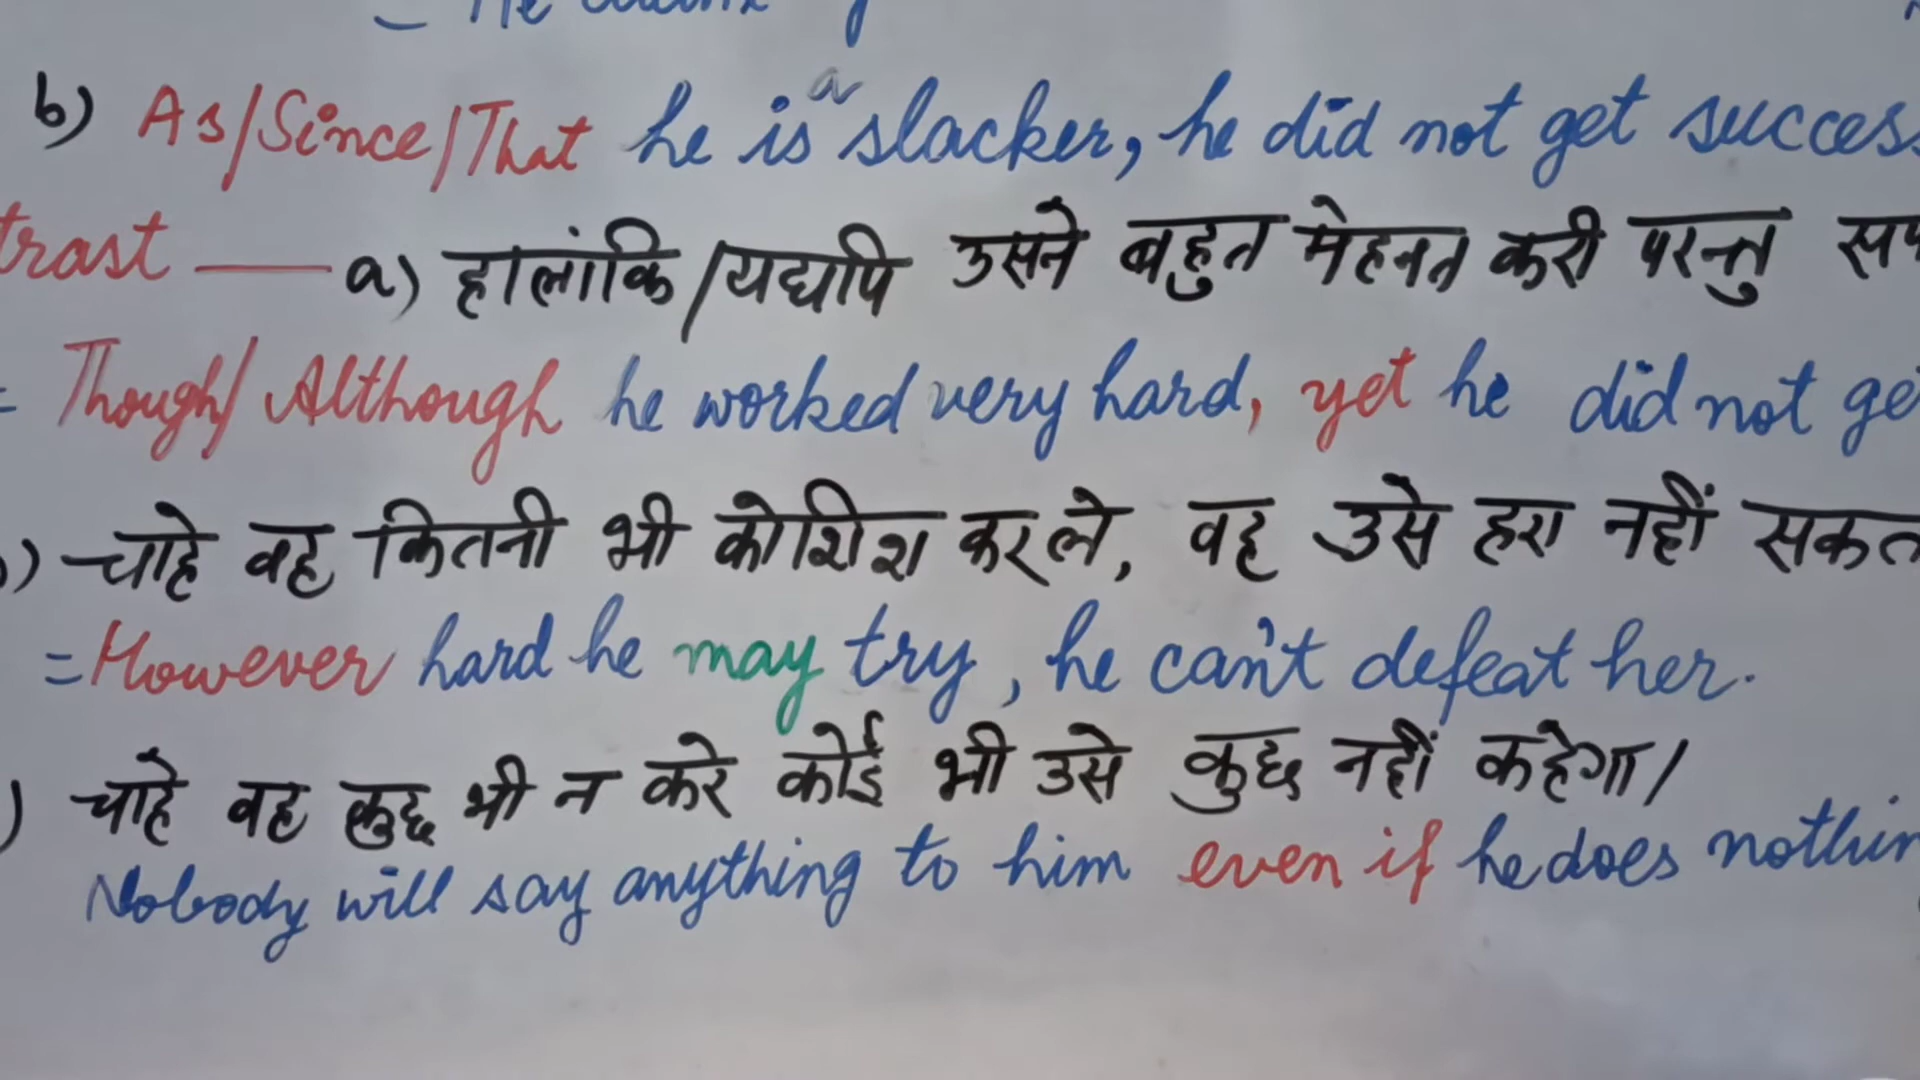 = He
b) As/Since/That he is a slacker, he did not get success
trast — a) हालांकि/यद्यपि उसने बहुत मेहनत करी परन्तु
= Though/Although he worked very hard, yet he did not ge
) चाहे वह कितनी भी कोशिश करले, वह उसे हरा नहीं सकत
= However hard he may try, he can't defeat her.
) चाहे वह कुछ भी न करे कोई भी उसे कुछ नहीं कहेगा/
Nobody will say anything to him even if he does nothin